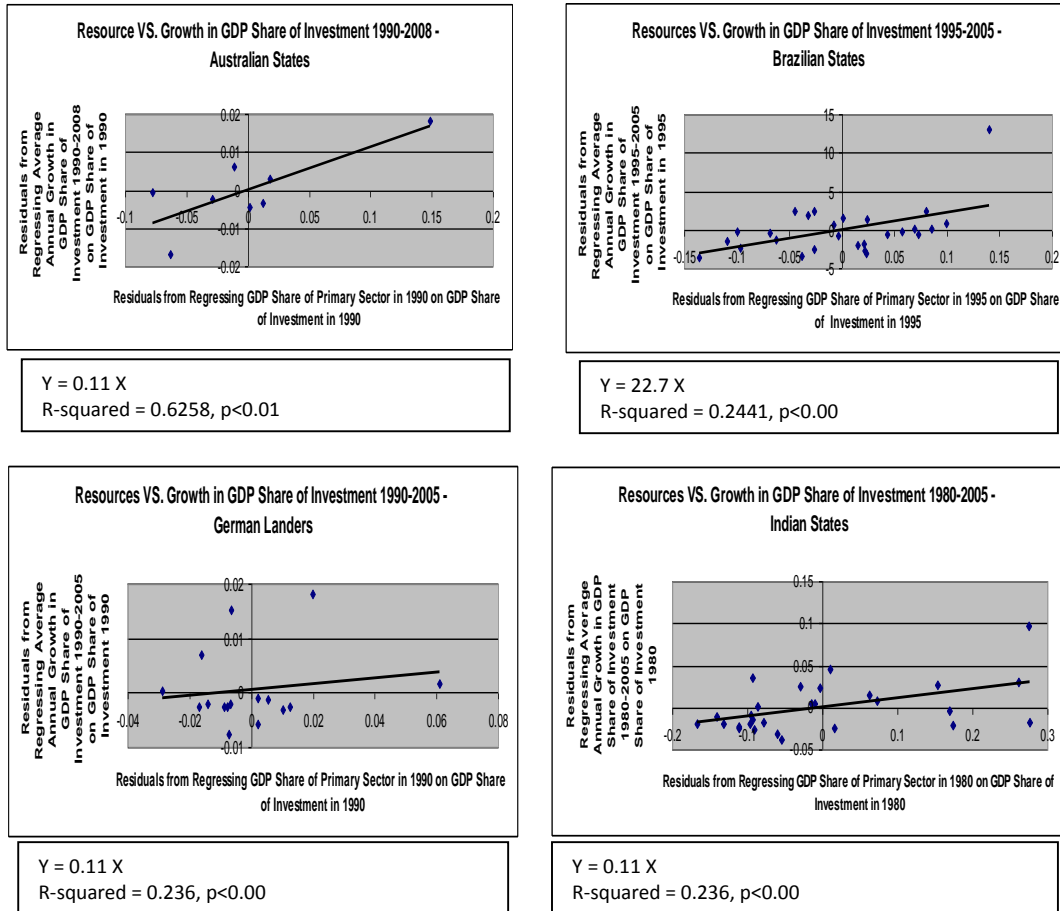 Resource VS. Growth in GDP Share of Investment 1990-2008 -
Australian States
Residuals from
Regressing Average
Annual Growth in
GDP Share of
Investment 1990-2008
on GDP Share of
Investment in 1990
0.02
0.01
0
-0.01
-0.02
-0.1
-0.05
0
0.05
0.1
0.15
0.2
Residuals from Regressing GDP Share of Primary Sector in 1990 on GDP Share
of Investment in 1990
Y = 0.11 X
R-squared = 0.6258, p<0.01
Resources VS. Growth in GDP Share of Investment 1995-2005 -
Brazilian States
Residuals from
Regressing Average
Annual Growth in
GDP Share of
Investment 1995-2005
on GDP Share of
Investment in 1995
15
10
5
0
-5
-0.15
-0.1
-0.05
0
0.05
0.1
0.15
0.2
Residuals from Regressing GDP Share of Primary Sector in 1995 on GDP Share
of Investment in 1995
Y = 22.7 X
R-squared = 0.2441, p<0.00
Resources VS. Growth in GDP Share of Investment 1990-2005 -
German Landers
Residuals from
Regressing Average
Annual Growth in
GDP Share of
Investment 1990-2005
on GDP Share of
Investment 1990
0.02
0.01
0
-0.01
-0.04
-0.02
0
0.02
0.04
0.06
0.08
Residuals from Regressing GDP Share of Primary Sector in 1990 on GDP Share
of Investment in 1990
Y = 0.11 X
R-squared = 0.236, p<0.00
Resources VS. Growth in GDP Share of Investment 1980-2005 -
Indian States
Residuals from
Regressing Average
Annual Growth in GDP
Share of Investment
1980-2005 on GDP
Share of Investment
1980
0.15
0.1
0.05
0
-0.05
-0.2
-0.1
0
0.1
0.2
0.3
Residuals from Regressing GDP Share of Primary Sector in 1980 on GDP Share of
Investment in 1980
Y = 0.11 X
R-squared = 0.236, p<0.00